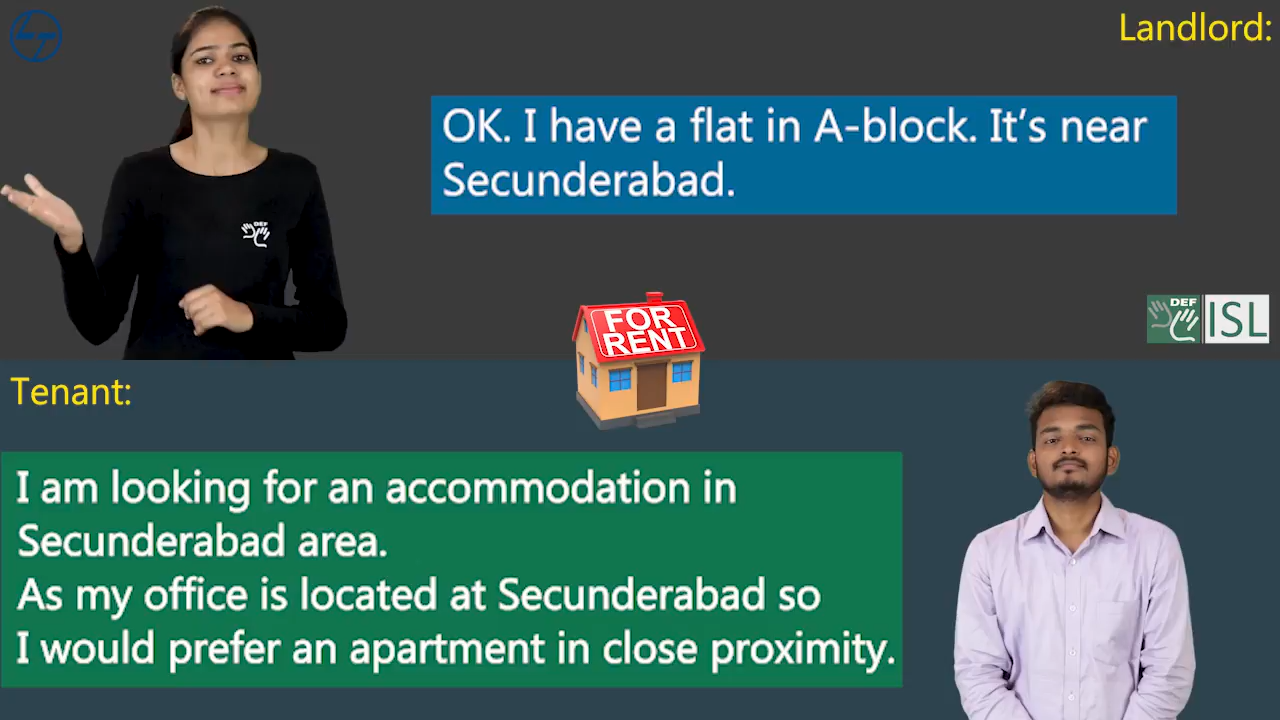 Landlord:
OK. I have a flat in A-block. It’s near
Secunderabad.
DEF
FOR
RENT
DEF
ISL
Tenant:
I am looking for an accommodation in
Secunderabad area.
As my office is located at Secunderabad so
I would prefer an apartment in close proximity.